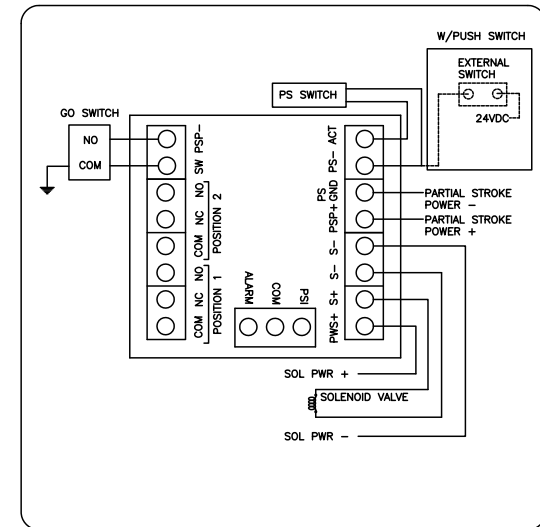 W/PUSH SWITCH
EXTERNAL
SWITCH
24VDC
PS SWITCH
GO SWITCH
NO
COM
PSP-
SW
NO
NC
COM
POSITION 2
NO
NC
COM
POSITION 1
ALARM
COM
PSI
ACT
PS-
PS
GND
PSP+
S-
S-
S+
PWS+
PARTIAL STROKE
POWER -
PARTIAL STROKE
POWER +
SOL PWR +
SOLENOID VALVE
SOL PWR -